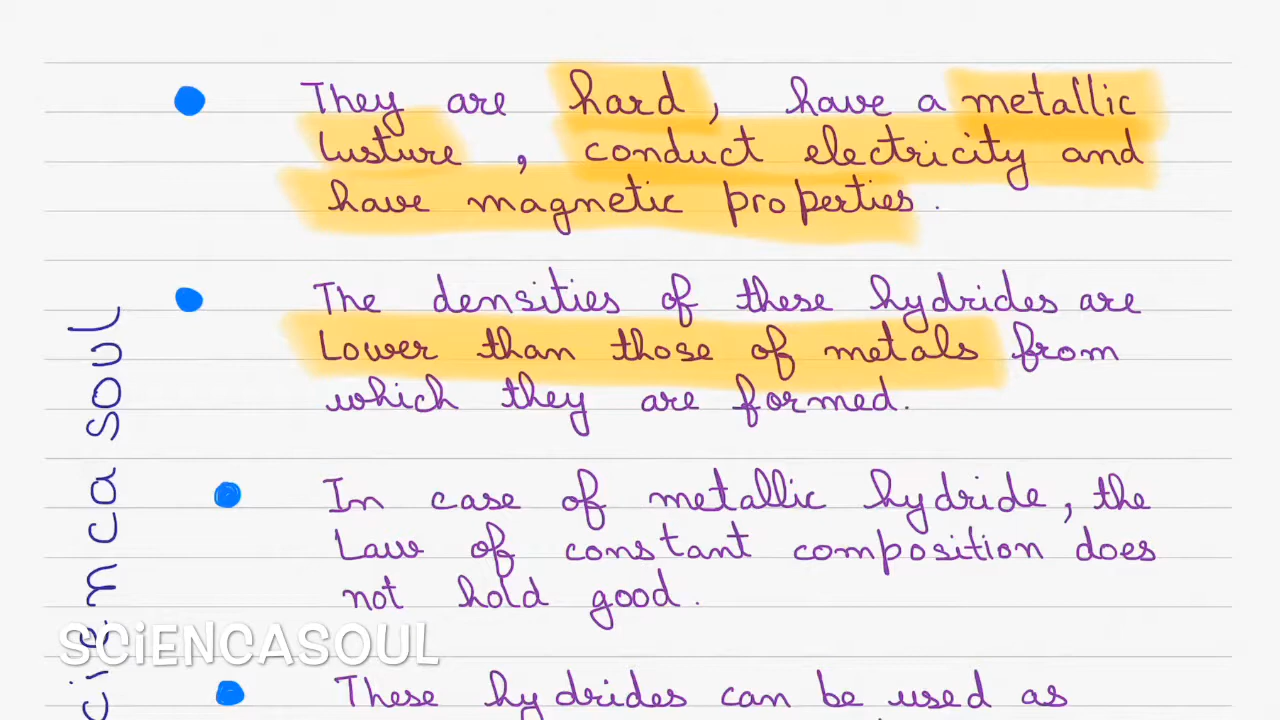 They are hard, have a metallic
Lusture, conduct electricity and
have magnetic properties.
The densities of these hydrides are
Lower than those of metals from
which they are formed.
In case of metallic hydride, the
Law of constant composition does
not hold good.
These hydrides can be used as
sciencasoul
SCiENCASOUL